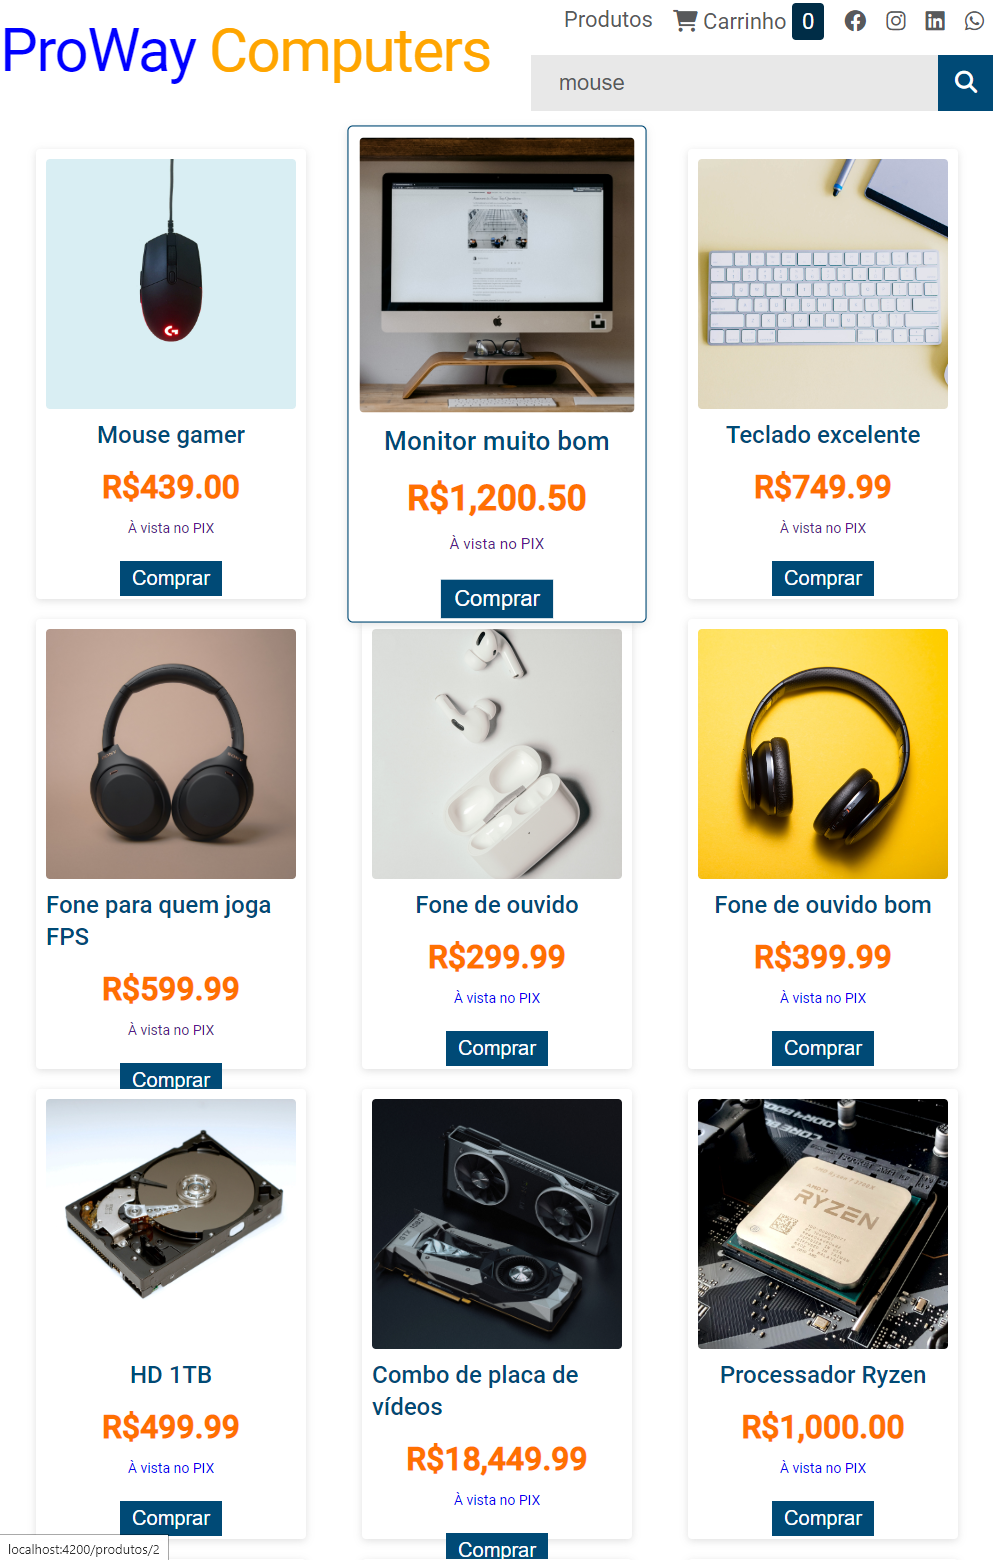 ProWay Computers
Produtos
Carrinho 0
mouse
Mouse gamer
R$439.00
À vista no PIX
Comprar
Monitor muito bom
R$1,200.50
À vista no PIX
Comprar
Teclado excelente
R$749.99
À vista no PIX
Comprar
Fone para quem joga
FPS
R$599.99
À vista no PIX
Comprar
Fone de ouvido
R$299.99
À vista no PIX
Comprar
Fone de ouvido bom
R$399.99
À vista no PIX
Comprar
HD 1TB
R$499.99
À vista no PIX
Comprar
Combo de placa de
vídeos
R$18,449.99
À vista no PIX
Comprar
RYZEN
Processador Ryzen
R$1,000.00
À vista no PIX
Comprar
localhost:4200/produtos/2